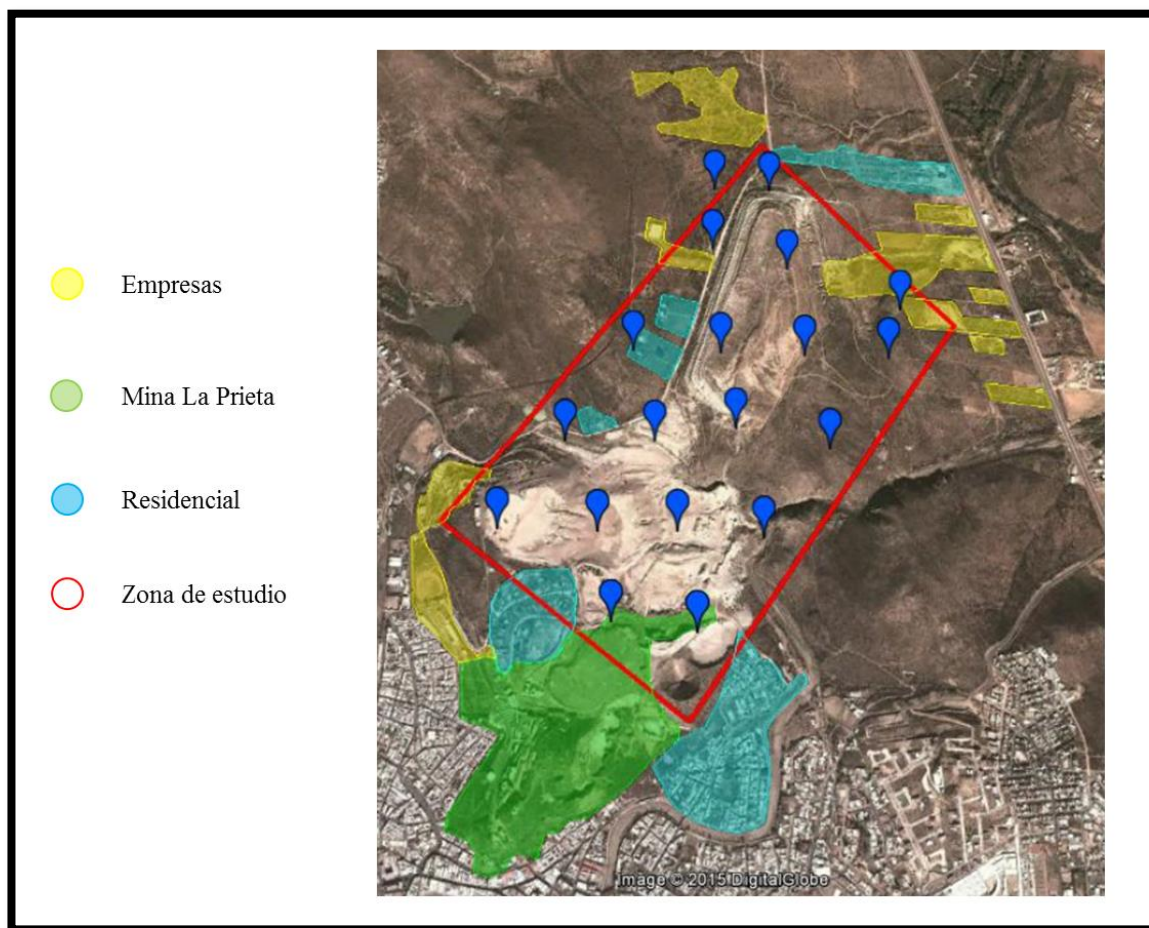 Empresas
Mina La Prieta
Residencial
Zona de estudio
Image © 2015 DigitalGlobe